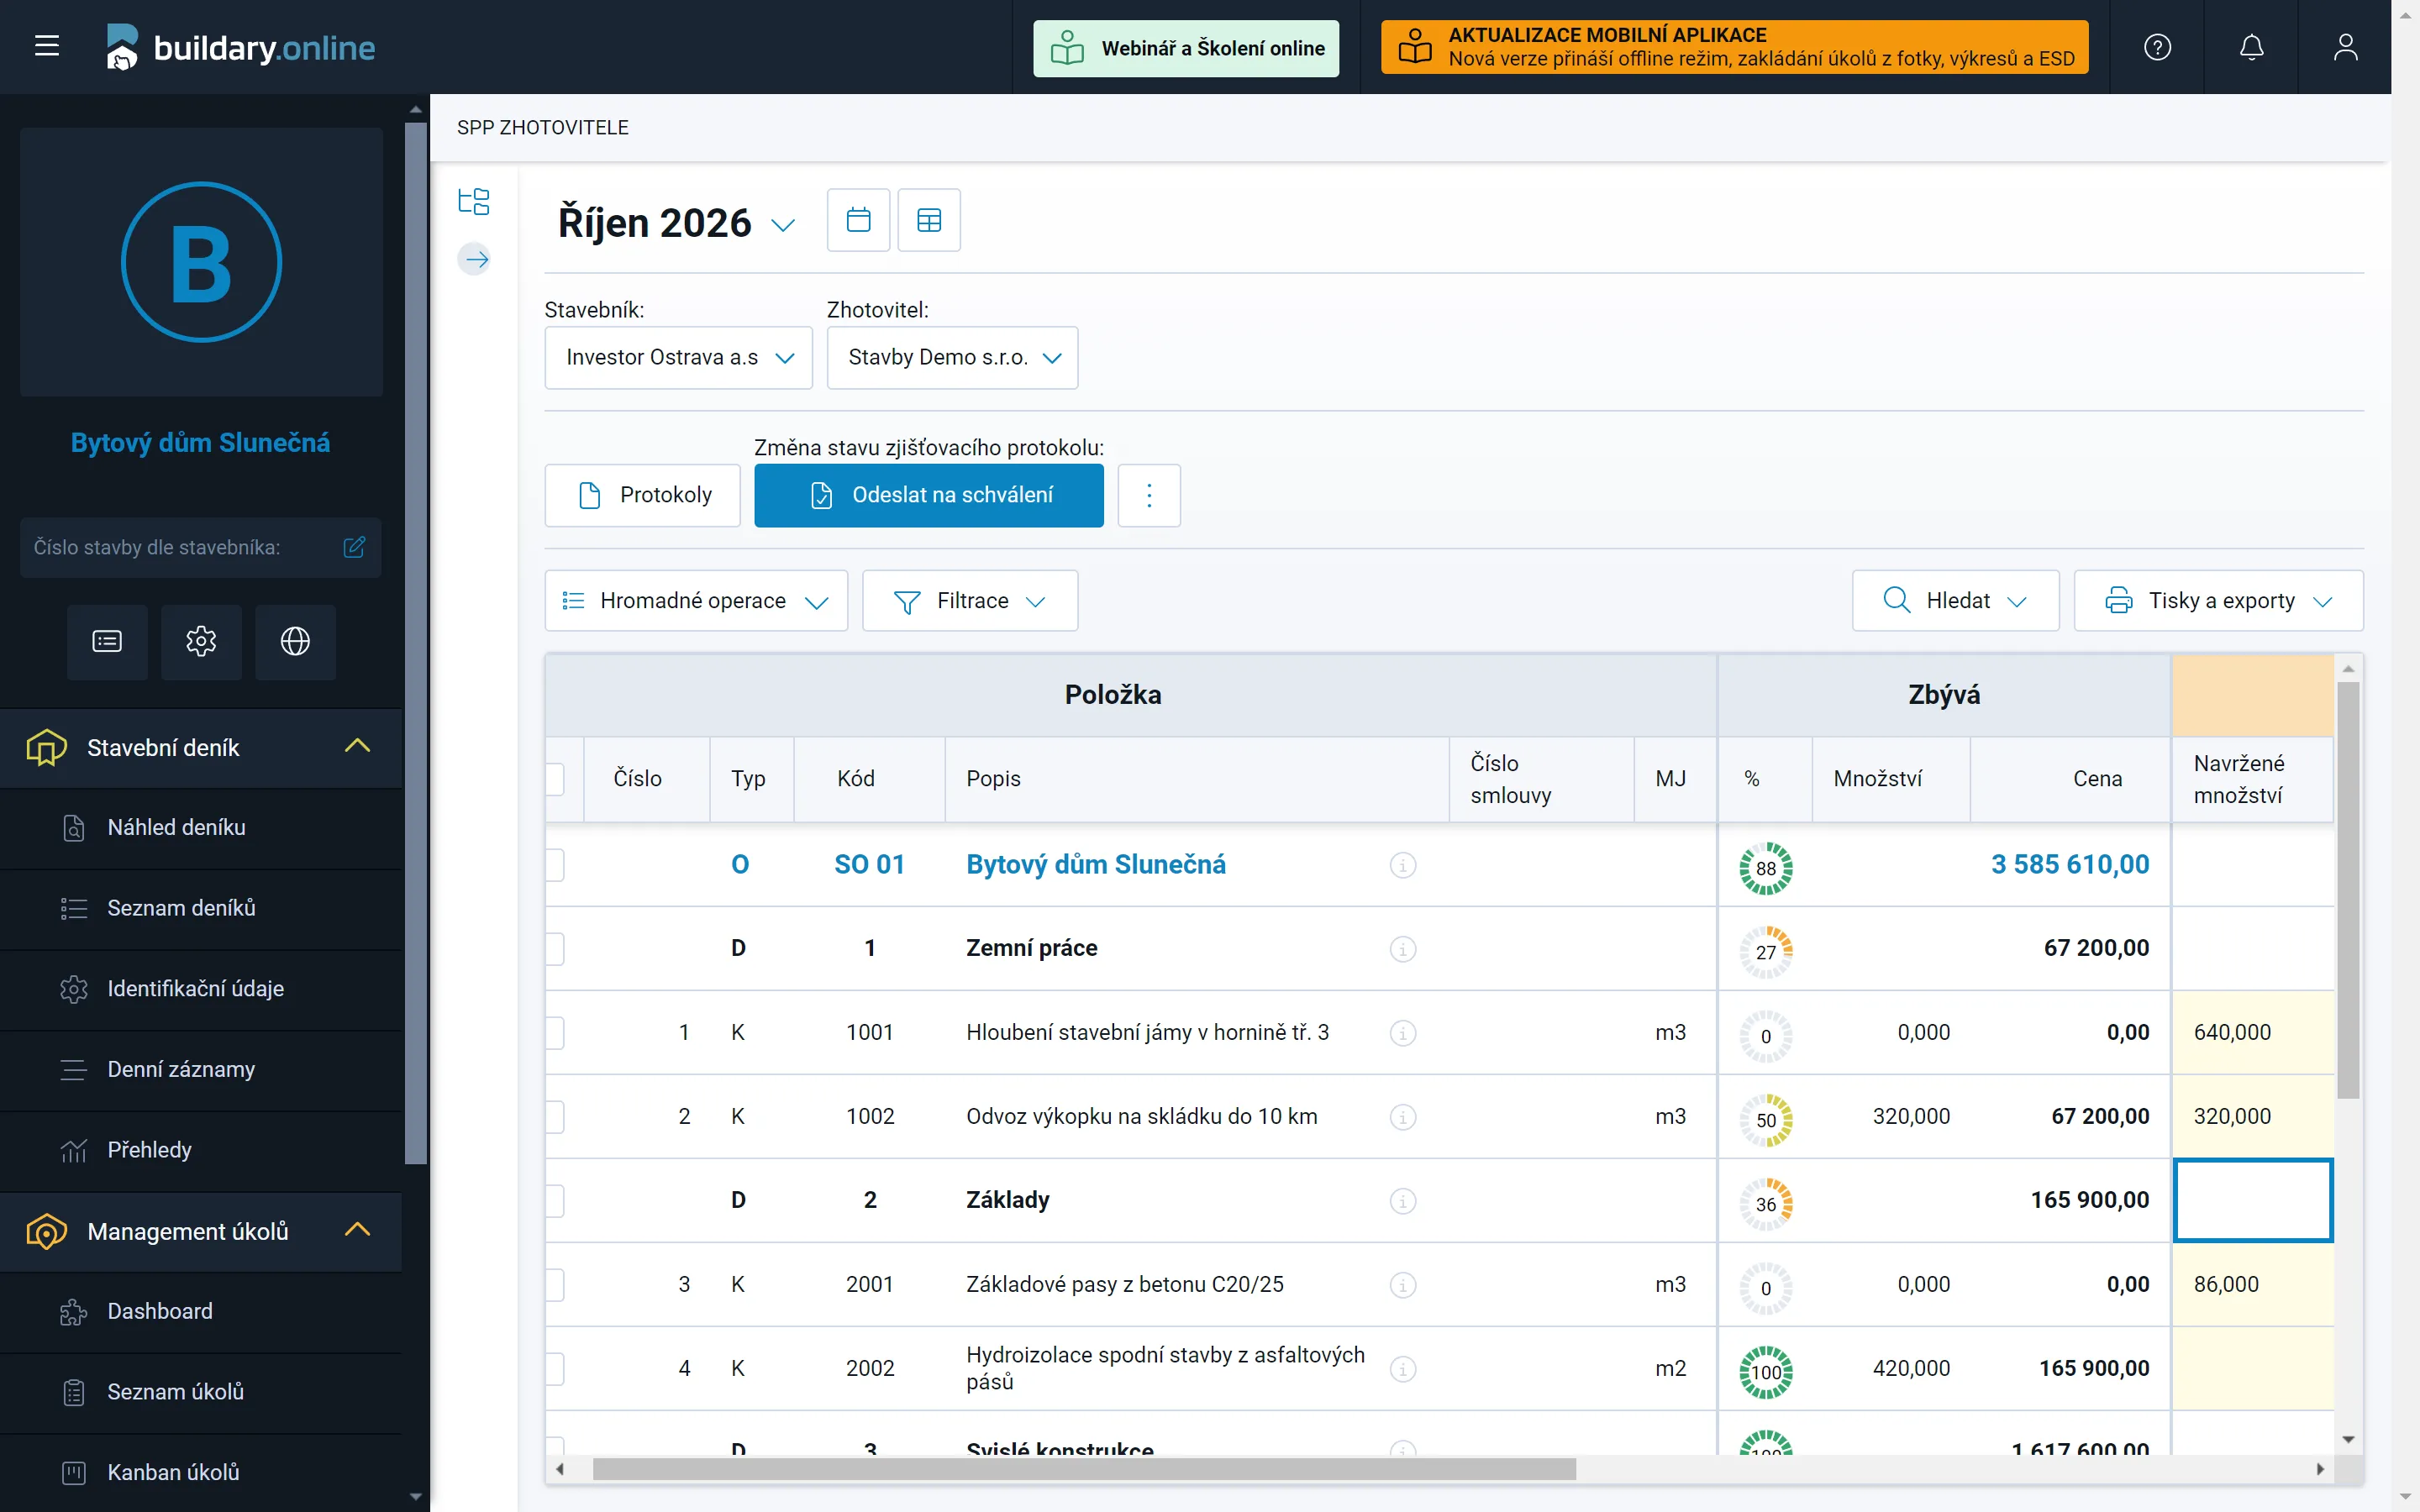 buildary.online
Webinář a Školení online
AKTUALIZACE MOBILNÍ APLIKACE
Nová verze přináší offline režim, zakládání úkolů z fotky, výkresů a ESD
B
Bytový dům Slunečná
Číslo stavby dle stavebníka:
Stavební deník
Náhled deníku
Seznam deníků
Identifikační údaje
Denní záznamy
Přehledy
Management úkolů
Dashboard
Seznam úkolů
Kanban úkolů
SPP ZHOTOVITELE
Říjen 2026
Stavebník: Zhotovitel:
Investor Ostrava a.s Stavby Demo s.r.o.
Změna stavu zjišťovacího protokolu:
Protokoly Odeslat na schválení
Hromadné operace Filtrace Hledat Tisky a exporty
Položka Zbývá
Číslo Typ Kód Popis Číslo smlouvy MJ % Množství Cena Navržené množství
O SO 01 Bytový dům Slunečná 88 3 585 610,00
D 1 Zemní práce 27 67 200,00
1 K 1001 Hloubení stavební jámy v hornině tř. 3 m3 0 0,000 0,00 640,000
2 K 1002 Odvoz výkopku na skládku do 10 km m3 50 320,000 67 200,00 320,000
D 2 Základy 36 165 900,00
3 K 2001 Základové pasy z betonu C20/25 m3 0 0,000 0,00 86,000
4 K 2002 Hydroizolace spodní stavby z asfaltových pásů m2 100 420,000 165 900,00
D 3 Svislé konstrukce 100 1 617 600,00